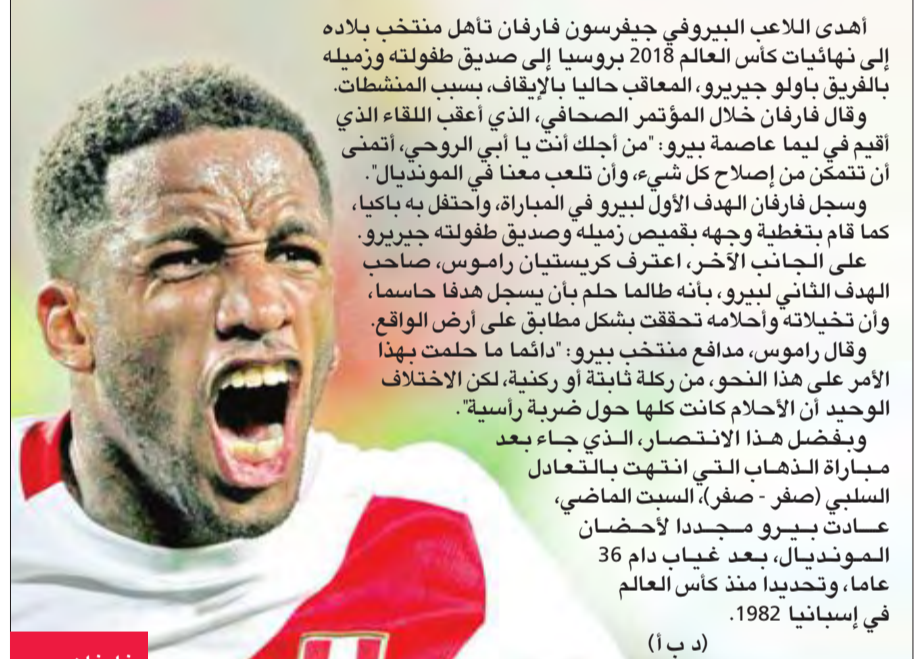 أهدى اللاعب البيروفي جيفرسون فارفان تأهل منتخب بلاده
إلى نهائيات كأس العالم 2018 بروسيا إلى صديق طفولته وزميله
بالفريق باولو جيريرو، المعاقب حاليا بالإيقاف، بسبب المنشطات.
وقال فارفان خلال المؤتمر الصحافي، الذي أعقب اللقاء الذي
أقيم في ليما عاصمة بيرو: "من أجلك أنت يا أبي الروحي، أتمنى
أن تتمكن من إصلاح كل شيء، وأن تلعب معنا في المونديال".
وسجل فارفان الهدف الأول لبيرو في المباراة، واحتفل به باكيا،
كما قام بتغطية وجهه بقميص زميله وصديق طفولته جيريرو.
على الجانب الآخر، اعترف كريستيان راموس، صاحب
الهدف الثاني لبيرو، بأنه طالما حلم بأن يسجل هدفا حاسما،
وأن تخيلاته وأحلامه تحققت بشكل مطابق على أرض الواقع.
وقال راموس، مدافع منتخب بيرو: "دائما ما حلمت بهذا
الأمر على هذا النحو، من ركلة ثابتة أو ركنية، لكن الاختلاف
الوحيد أن الأحلام كانت كلها حول ضربة رأسية".
وبفضل هذا الانتصار، الذي جاء بعد
مباراة الذهاب التي انتهت بالتعادل
السلبي (صفر - صفر)، السبت الماضي،
عادت بيرو مجددا لأحضان
المونديال، بعد غياب دام 36
عاما، وتحديدا منذ كأس العالم
في إسبانيا 1982.
(د ب أ)